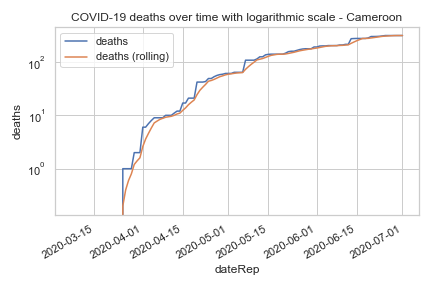 COVID-19 deaths over time with logarithmic scale - Cameroon
deaths
deaths (rolling)
10²
10¹
10⁰
deaths
2020-03-15
2020-04-01
2020-04-15
2020-05-01
2020-05-15
2020-06-01
2020-06-15
2020-07-01
dateRep